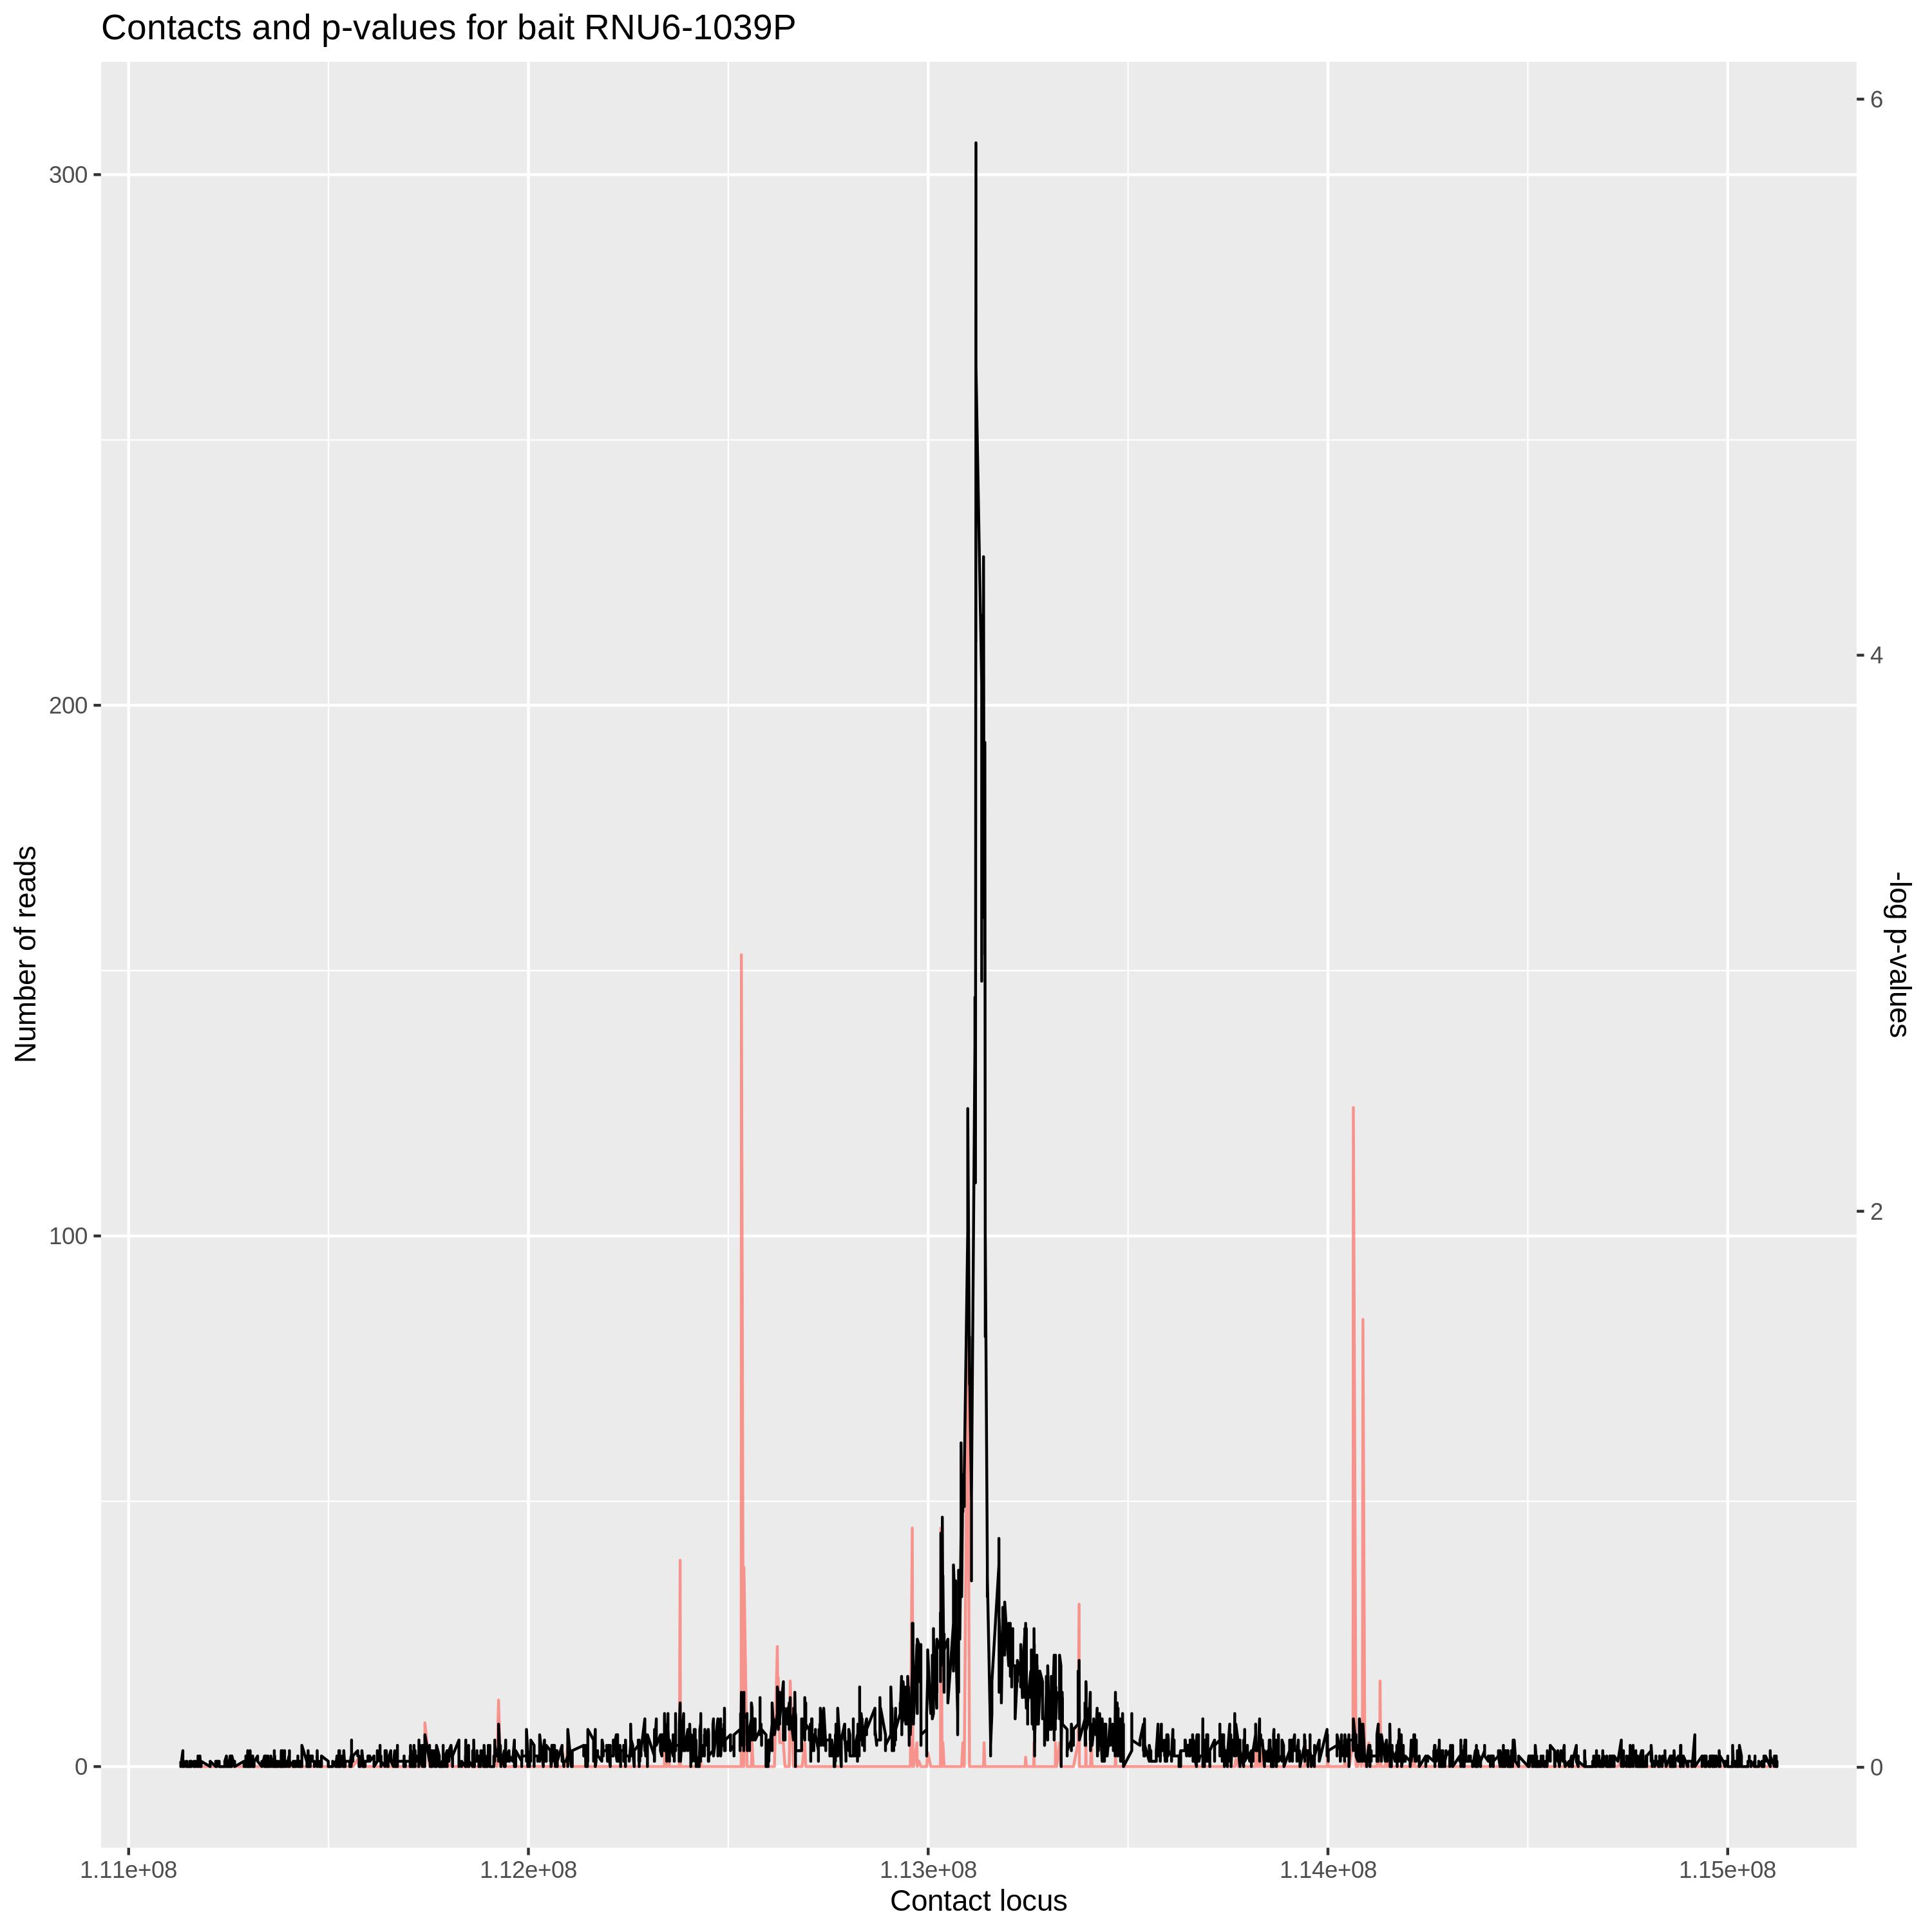 Contacts and p-values for bait RNU6-1039P
300
200
100
0
Number of reads
6
4
2
0
-log p-values
1.11e+08
1.12e+08
1.13e+08
1.14e+08
1.15e+08
Contact locus